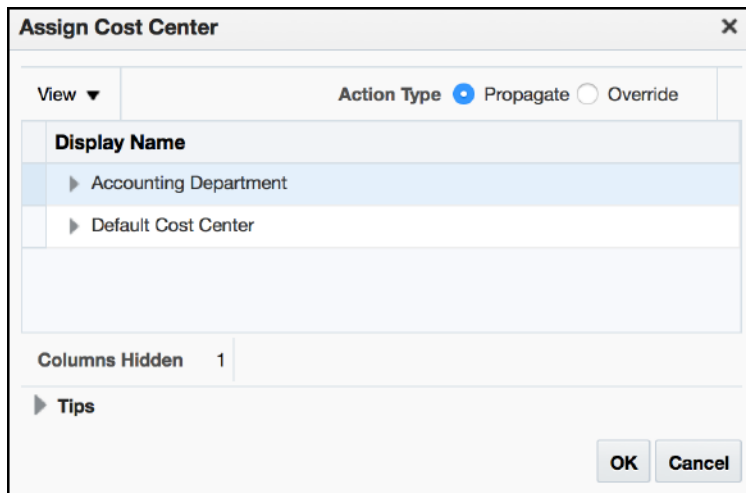 Assign Cost Center
View Action Type Propagate Override
Display Name
Accounting Department
Default Cost Center
Columns Hidden 1
Tips
OK Cancel